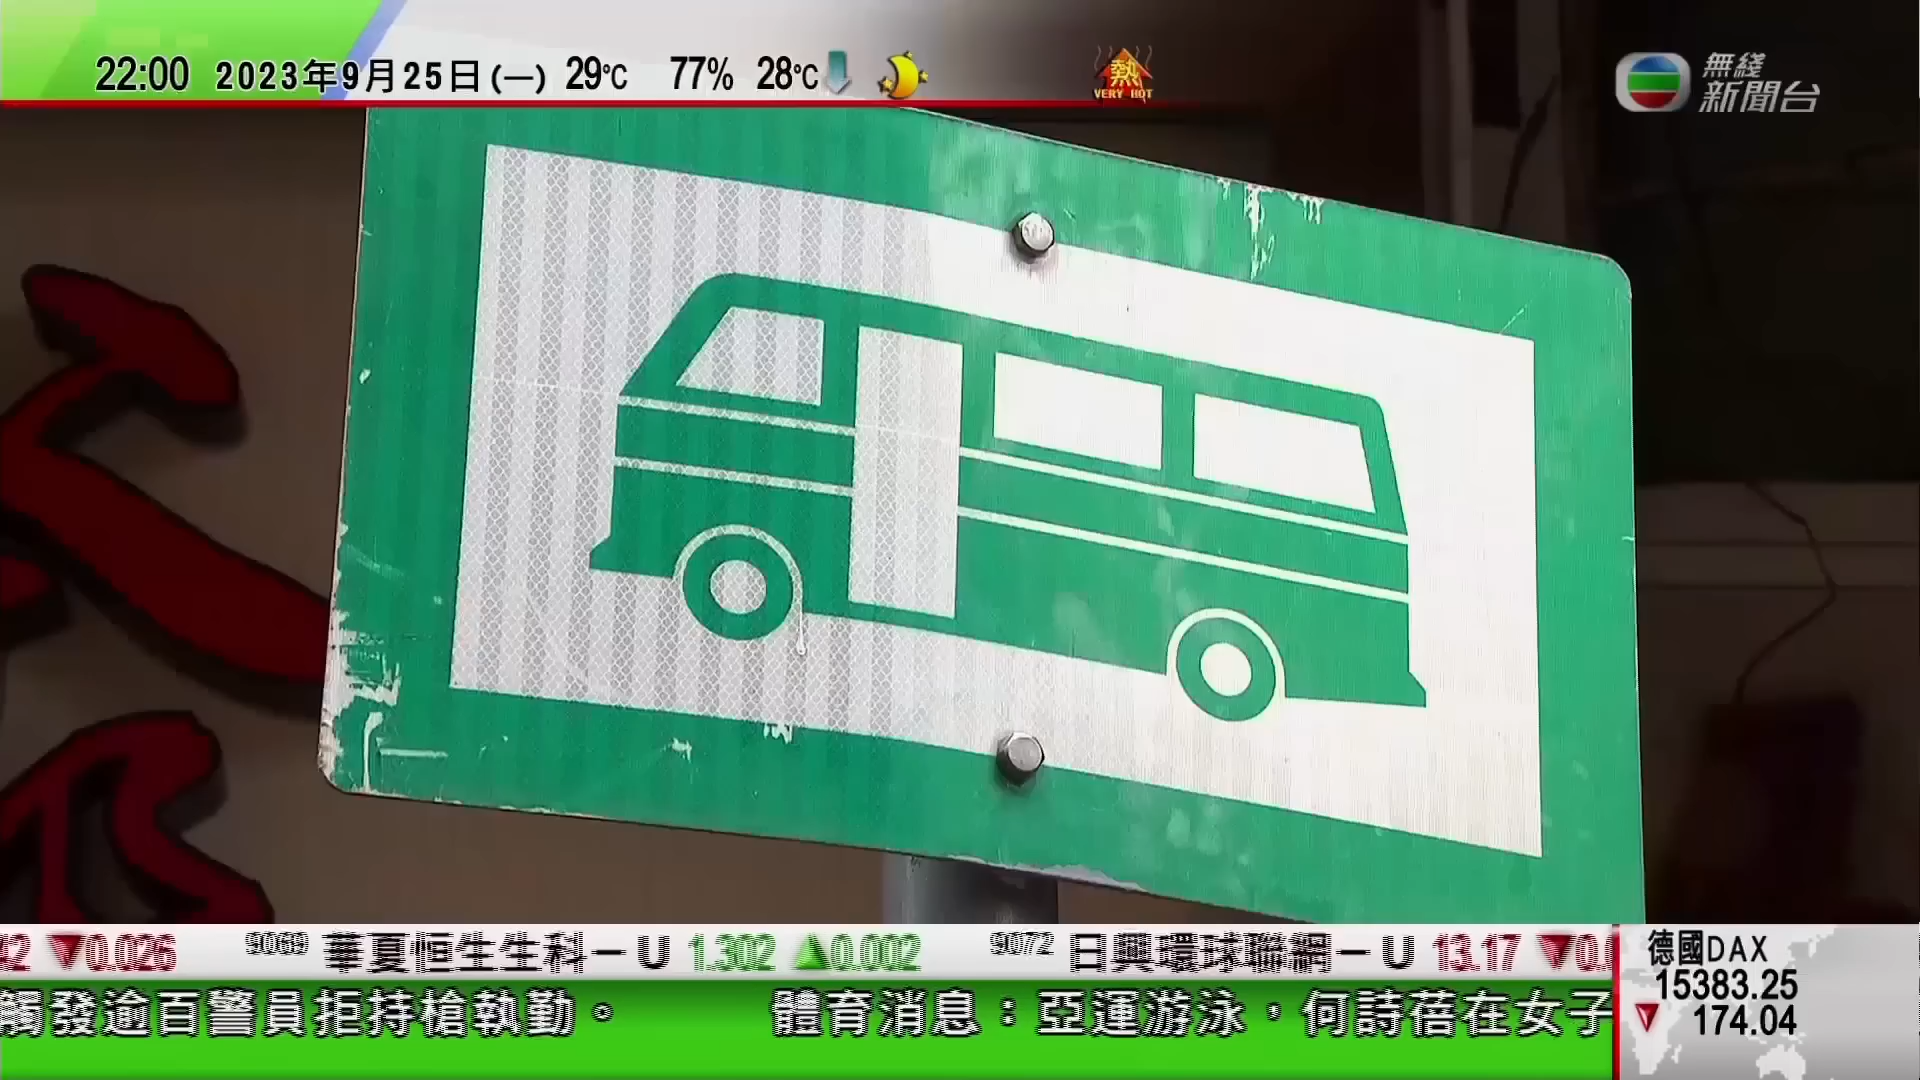 22:00 2023年9月25日(一) 29℃ 77% 28℃
熱
VERY HOT
無綫
新聞台
▼0.026 9069 華夏恒生生科－U 1.302 ▲0.002 9072 日興環球聯網－U 13.17 ▼0.0
觸發逾百警員拒持槍執勤。 體育消息：亞運游泳，何詩蓓在女子
德國DAX
15383.25
▼ 174.04